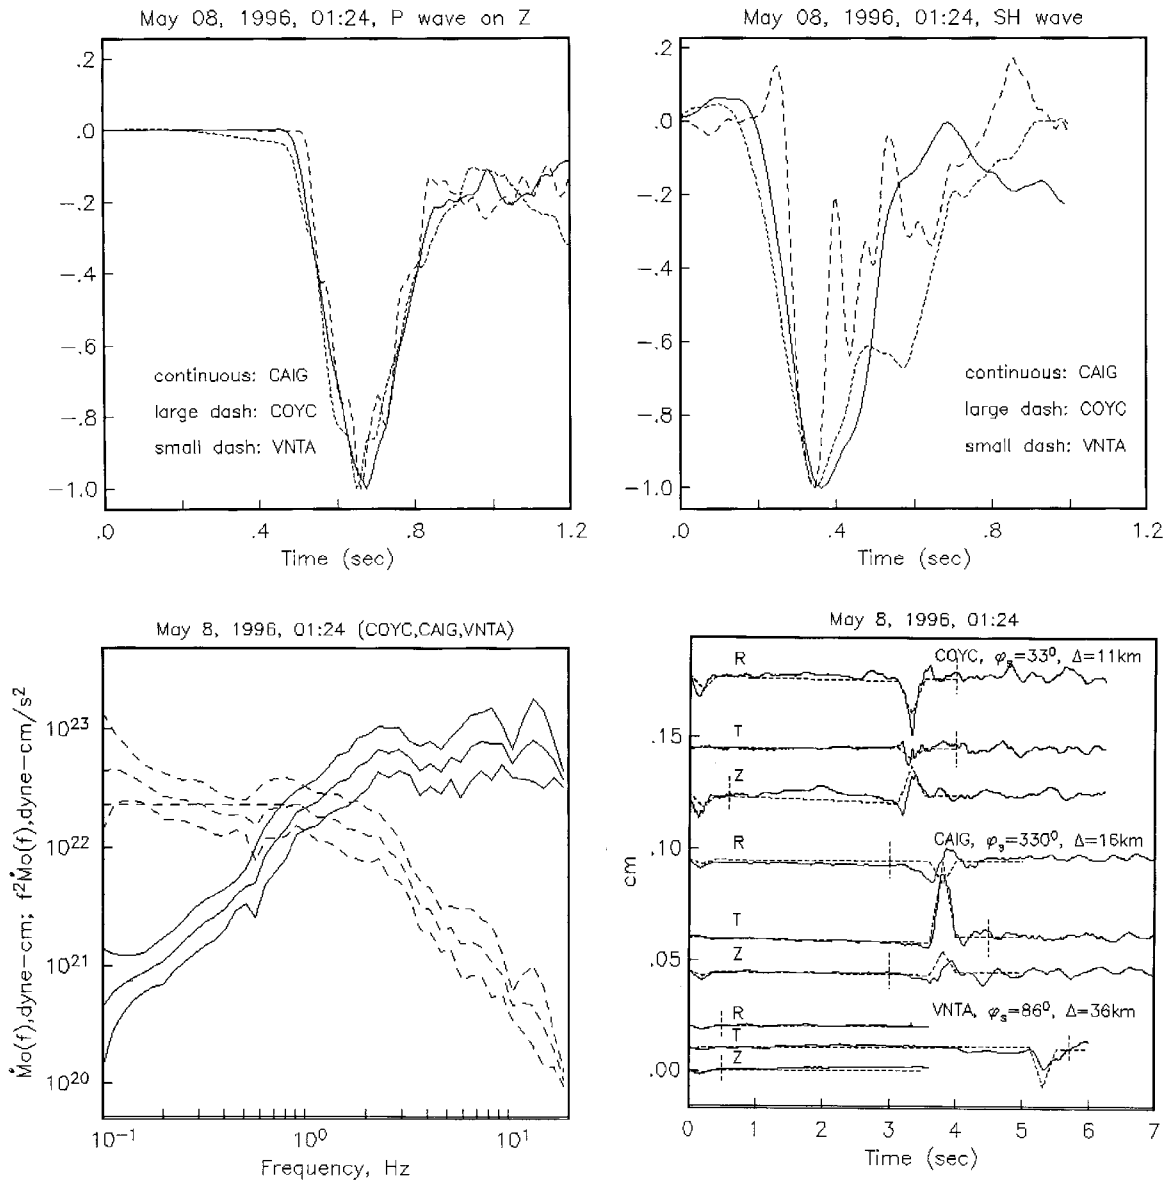 May 08, 1996, 01:24, P wave on Z
.2
.0
−.2
−.4
−.6
−.8
−1.0
continuous: CAIG
large dash: COYC
small dash: VNTA
.0 .4 .8 1.2
Time (sec)
May 08, 1996, 01:24, SH wave
.2
.0
−.2
−.4
−.6
−.8
−1.0
continuous: CAIG
large dash: COYC
small dash: VNTA
.0 .4 .8 1.2
Time (sec)
May 8, 1996, 01:24 (COYC,CAIG,VNTA)
Ṁo(f),dyne−cm; f²Ṁo(f),dyne−cm/s²
10²³
10²²
10²¹
10²⁰
10⁻¹ 10⁰ 10¹
Frequency, Hz
May 8, 1996, 01:24
cm
.15
.10
.05
.00
R
COYC, φₛ=33⁰, Δ=11km
T
Z
R
CAIG, φₛ=330⁰, Δ=16km
T
Z
R
VNTA, φₛ=86⁰, Δ=36km
T
Z
0 1 2 3 4 5 6 7
Time (sec)